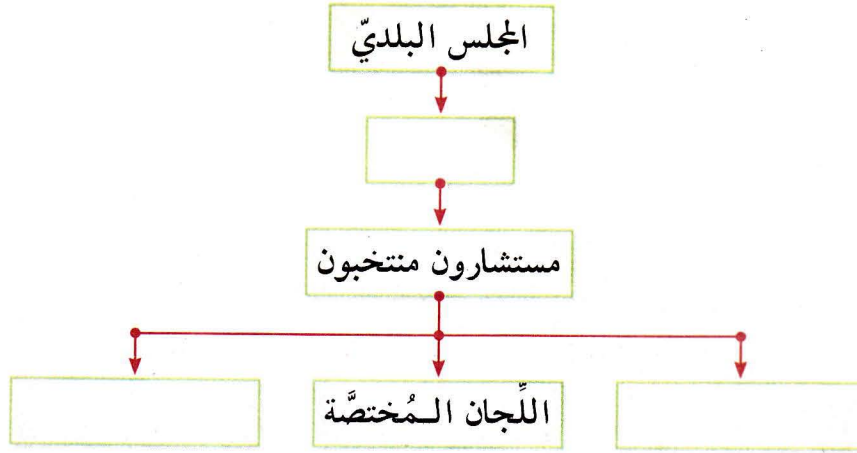 المجلس البلديّ
مستشارون منتخبون
اللِّجان الـمُختصَّة